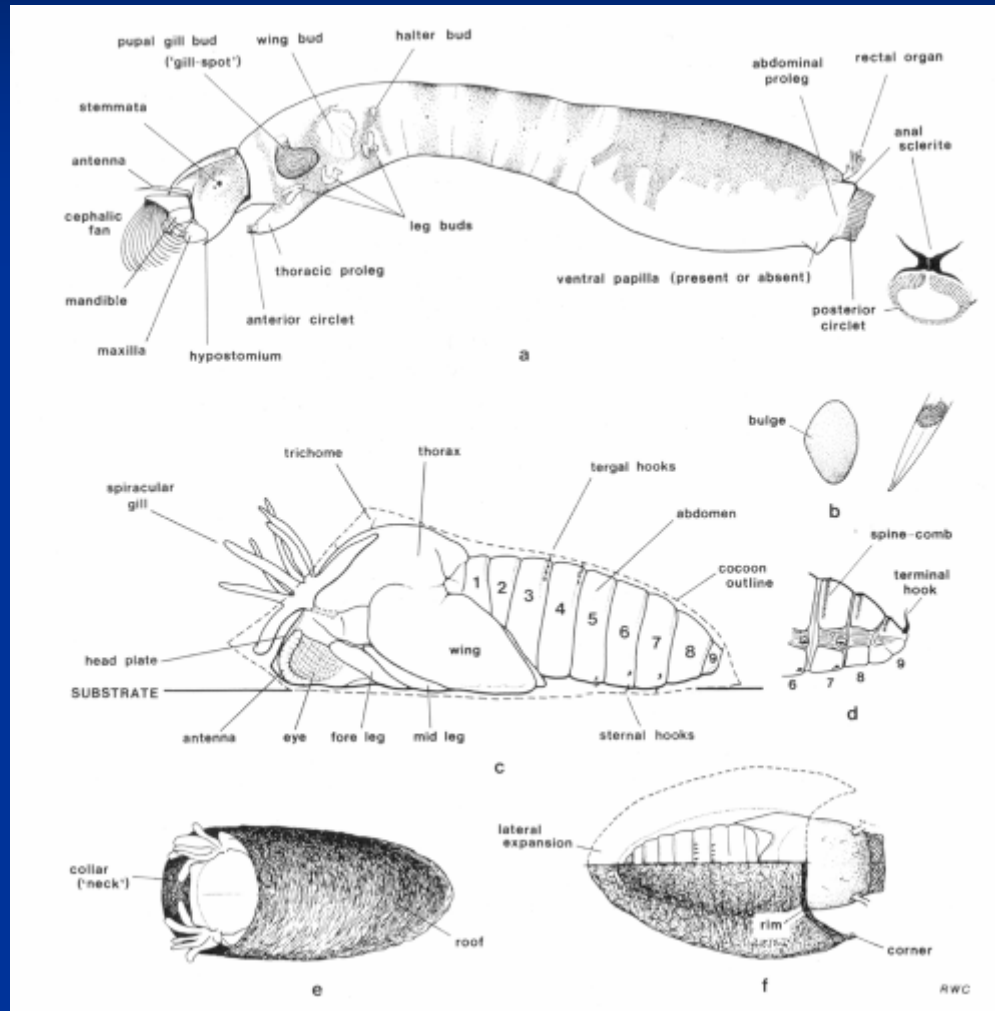 pupal gill bud
('gill-spot')
wing bud
halter bud
abdominal
proleg
rectal organ
stemmata
anal
sclerite
antenna
cephalic
fan
leg buds
thoracic proleg
ventral papilla (present or absent)
mandible
anterior circlet
posterior
circlet
maxilla
hypostomium
a
bulge
b
trichome
thorax
tergal hooks
spiracular
gill
abdomen
spine-comb
cocoon
outline
terminal
hook
1 2 3 4 5 6 7 8 9
wing
head plate
SUBSTRATE
6 7 8 9
d
antenna
eye
fore leg
mid leg
sternal hooks
c
lateral
expansion
collar
('neck')
rim
roof
corner
e
f
RWC